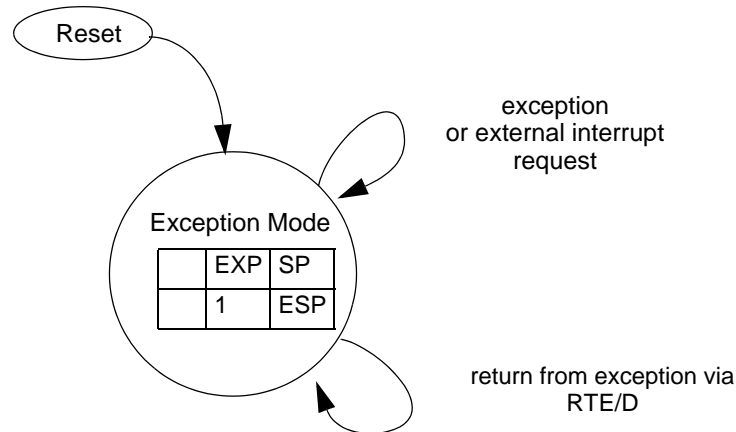 Reset
exception
or external interrupt
request
Exception Mode
EXP SP
1 ESP
return from exception via
RTE/D